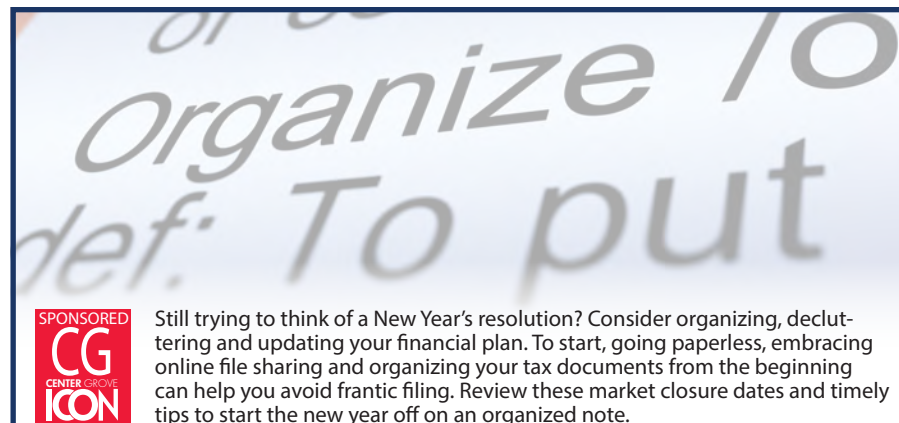 Organize /o
def: To put
SPONSORED
CG
CENTER GROVE
ICON
Still trying to think of a New Year’s resolution? Consider organizing, declut-
tering and updating your financial plan. To start, going paperless, embracing
online file sharing and organizing your tax documents from the beginning
can help you avoid frantic filing. Review these market closure dates and timely
tips to start the new year off on an organized note.